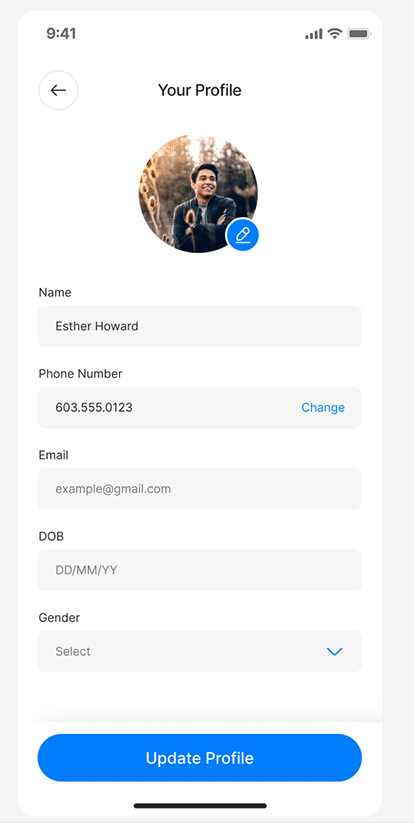 9:41
Your Profile
Name
Esther Howard
Phone Number
603.555.0123 Change
Email
example@gmail.com
DOB
DD/MM/YY
Gender
Select
Update Profile